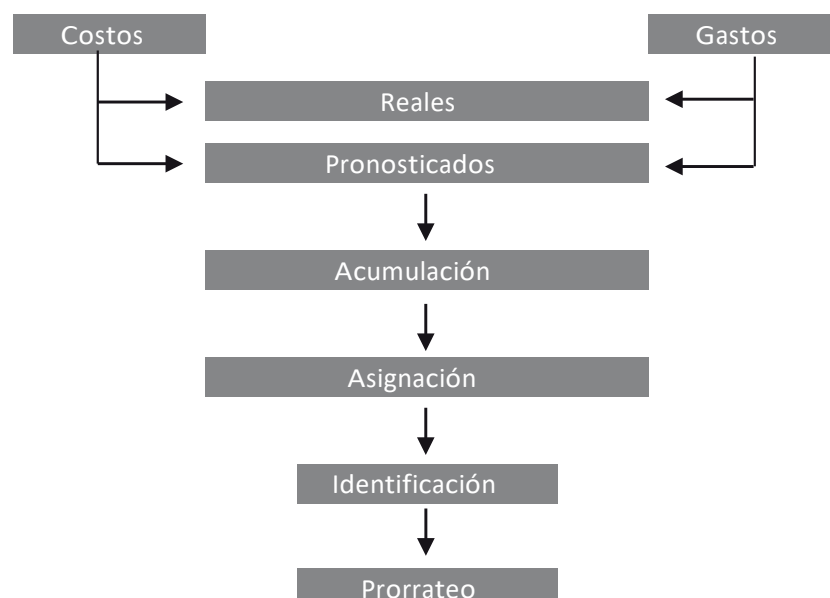 Costos
Gastos
Reales
Pronosticados
Acumulación
Asignación
Identificación
Prorrateo